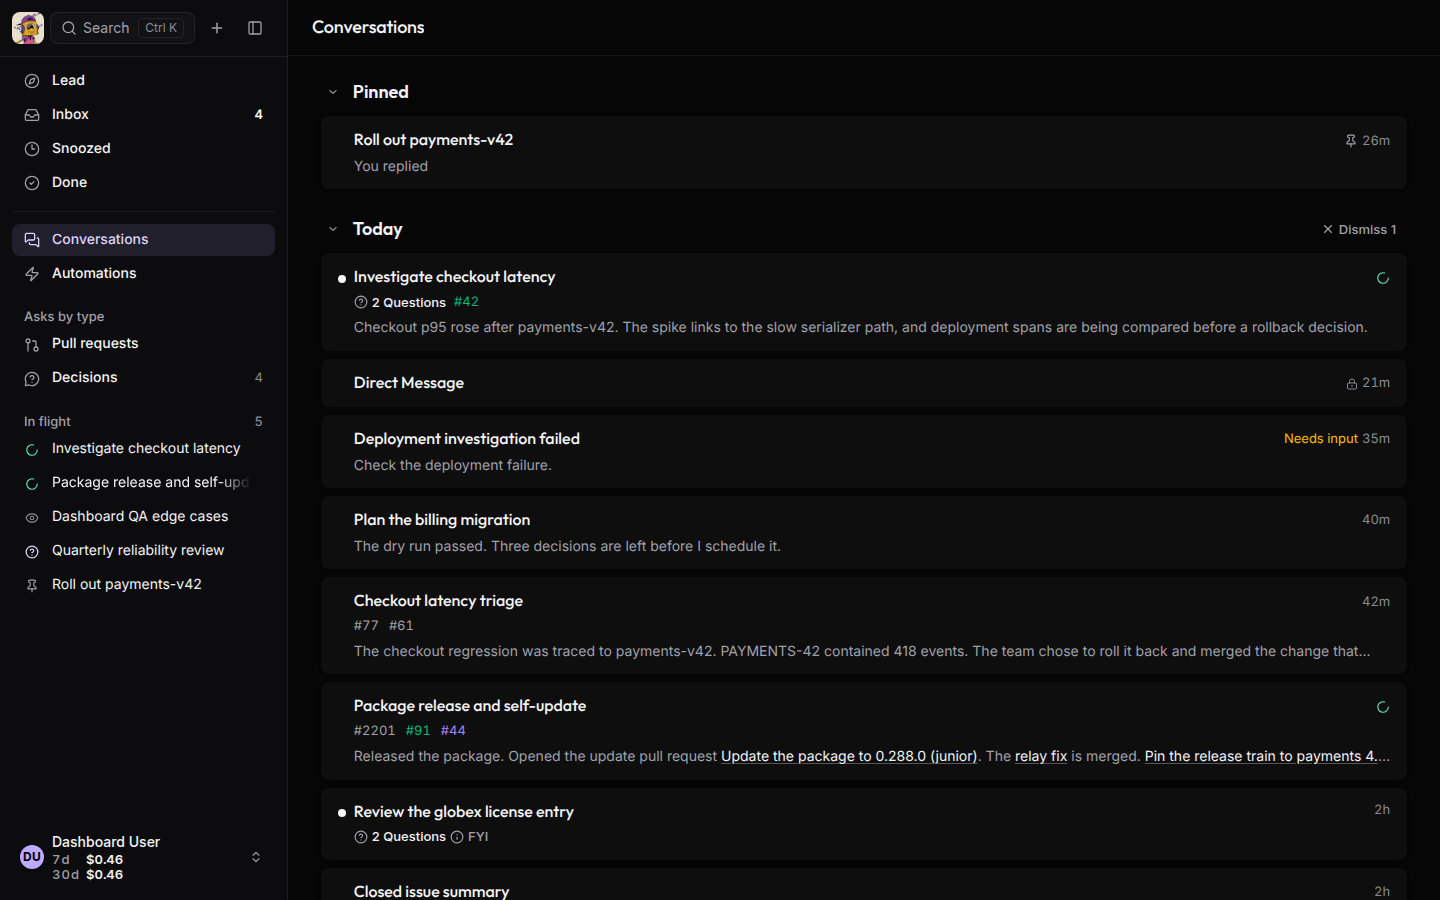 Search Ctrl K
Lead
Inbox 4
Snoozed
Done
Conversations
Automations
Asks by type
Pull requests
Decisions 4
In flight 5
Investigate checkout latency
Package release and self-upd
Dashboard QA edge cases
Quarterly reliability review
Roll out payments-v42
DU
Dashboard User
7d $0.46
30d $0.46
Conversations
Pinned
Roll out payments-v42 26m
You replied
Today Dismiss 1
Investigate checkout latency
2 Questions #42
Checkout p95 rose after payments-v42. The spike links to the slow serializer path, and deployment spans are being compared before a rollback decision.
Direct Message 21m
Deployment investigation failed Needs input 35m
Check the deployment failure.
Plan the billing migration 40m
The dry run passed. Three decisions are left before I schedule it.
Checkout latency triage 42m
#77 #61
The checkout regression was traced to payments-v42. PAYMENTS-42 contained 418 events. The team chose to roll it back and merged the change that...
Package release and self-update
#2201 #91 #44
Released the package. Opened the update pull request Update the package to 0.288.0 (junior). The relay fix is merged. Pin the release train to payments 4....
Review the globex license entry 2h
2 Questions FYI
Closed issue summary 2h